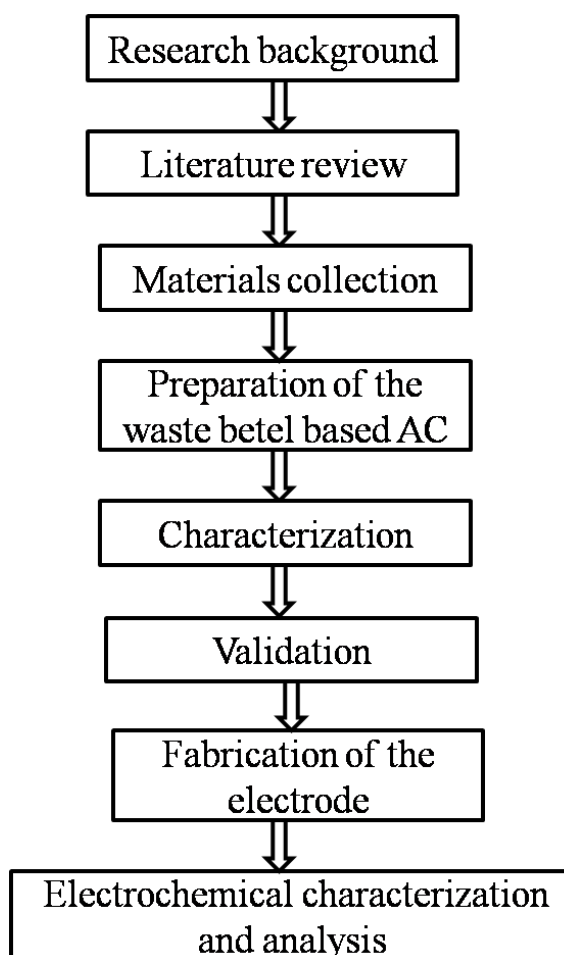 Research background
Literature review
Materials collection
Preparation of the
waste betel based AC
Characterization
Validation
Fabrication of the
electrode
Electrochemical characterization
and analysis